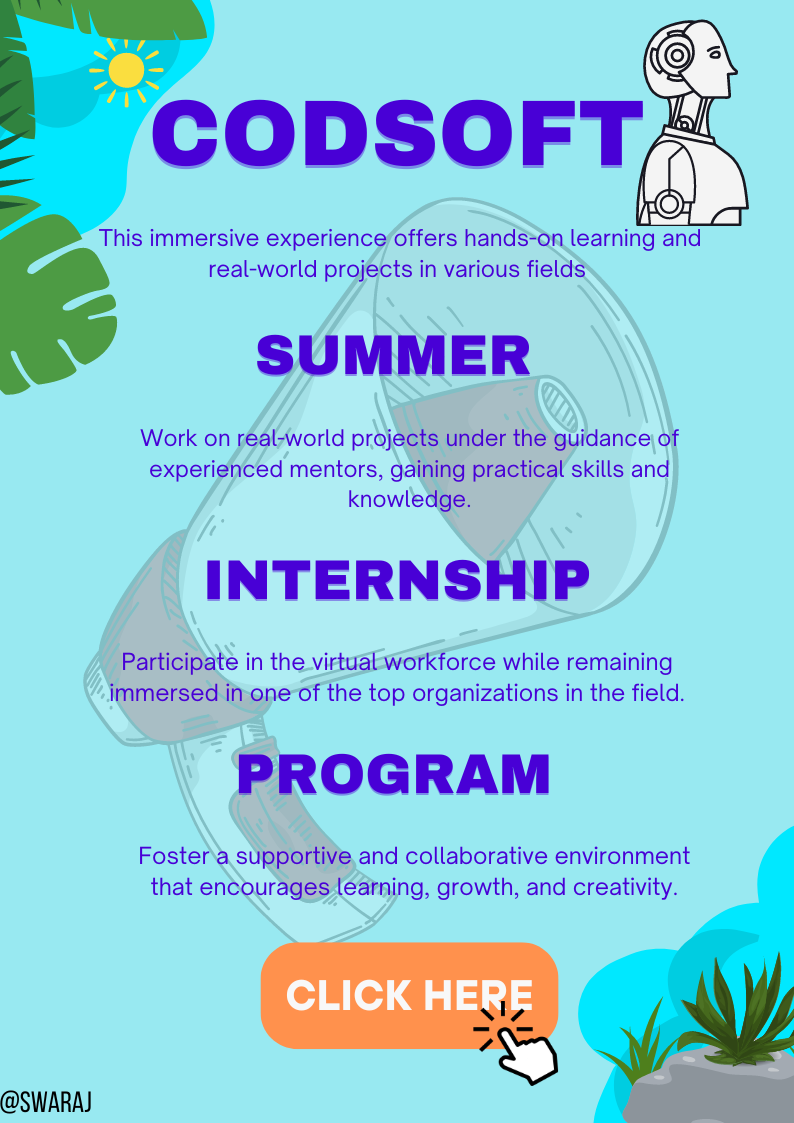 CODSOFT
This immersive experience offers hands-on learning and
real-world projects in various fields
SUMMER
Work on real-world projects under the guidance of
experienced mentors, gaining practical skills and
knowledge.
INTERNSHIP
Participate in the virtual workforce while remaining
immersed in one of the top organizations in the field.
PROGRAM
Foster a supportive and collaborative environment
that encourages learning, growth, and creativity.
CLICK HERE
@SWARAJ